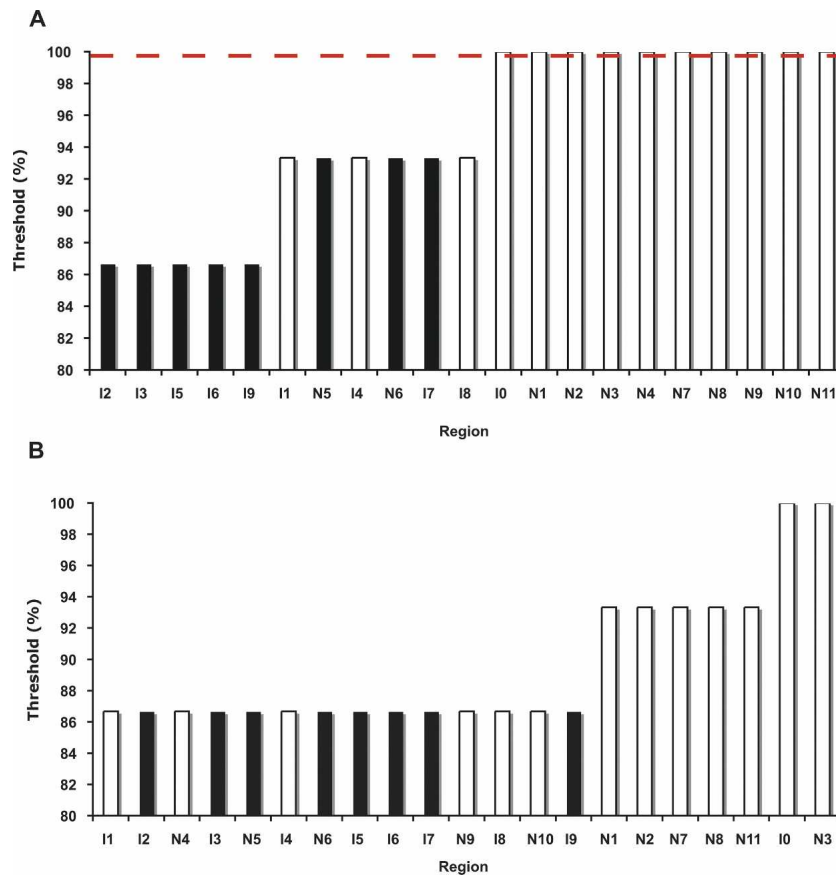 A
100
98
96
94
92
90
88
86
84
82
80
Threshold (%)
I2 I3 I5 I6 I9 I1 N5 I4 N6 I7 I8 I0 N1 N2 N3 N4 N7 N8 N9 N10 N11
Region
B
100
98
96
94
92
90
88
86
84
82
80
Threshold (%)
I1 I2 N4 I3 N5 I4 N6 I5 I6 I7 N9 I8 N10 I9 N1 N2 N7 N8 N11 I0 N3
Region